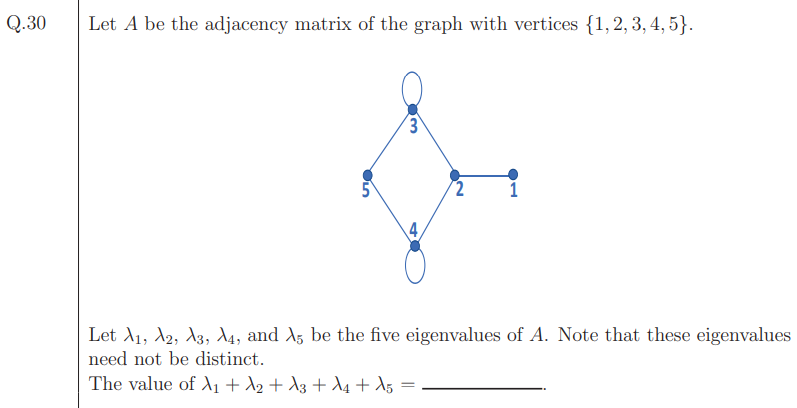 Q.30 Let A be the adjacency matrix of the graph with vertices {1, 2, 3, 4, 5}.
3
5 2 1
4
Let λ₁, λ₂, λ₃, λ₄, and λ₅ be the five eigenvalues of A. Note that these eigenvalues
need not be distinct.
The value of λ₁ + λ₂ + λ₃ + λ₄ + λ₅ = ____________.